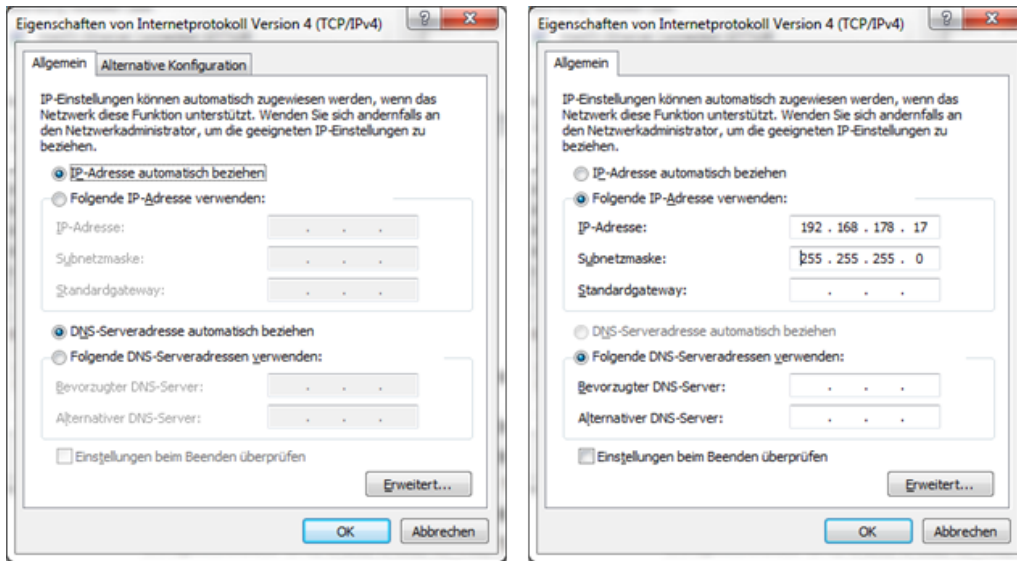 Eigenschaften von Internetprotokoll Version 4 (TCP/IPv4)
Allgemein
Alternative Konfiguration
IP-Einstellungen können automatisch zugewiesen werden, wenn das
Netzwerk diese Funktion unterstützt. Wenden Sie sich andernfalls an
den Netzwerkadministrator, um die geeigneten IP-Einstellungen zu
beziehen.
IP-Adresse automatisch beziehen
Folgende IP-Adresse verwenden:
IP-Adresse:
Subnetzmaske:
Standardgateway:
DNS-Serveradresse automatisch beziehen
Folgende DNS-Serveradressen verwenden:
Bevorzugter DNS-Server:
Alternativer DNS-Server:
Einstellungen beim Beenden überprüfen
Erweitert...
OK
Abbrechen
Eigenschaften von Internetprotokoll Version 4 (TCP/IPv4)
Allgemein
IP-Einstellungen können automatisch zugewiesen werden, wenn das
Netzwerk diese Funktion unterstützt. Wenden Sie sich andernfalls an
den Netzwerkadministrator, um die geeigneten IP-Einstellungen zu
beziehen.
IP-Adresse automatisch beziehen
Folgende IP-Adresse verwenden:
IP-Adresse: 192 . 168 . 178 . 17
Subnetzmaske: 255 . 255 . 255 . 0
Standardgateway:
DNS-Serveradresse automatisch beziehen
Folgende DNS-Serveradressen verwenden:
Bevorzugter DNS-Server:
Alternativer DNS-Server:
Einstellungen beim Beenden überprüfen
Erweitert...
OK
Abbrechen